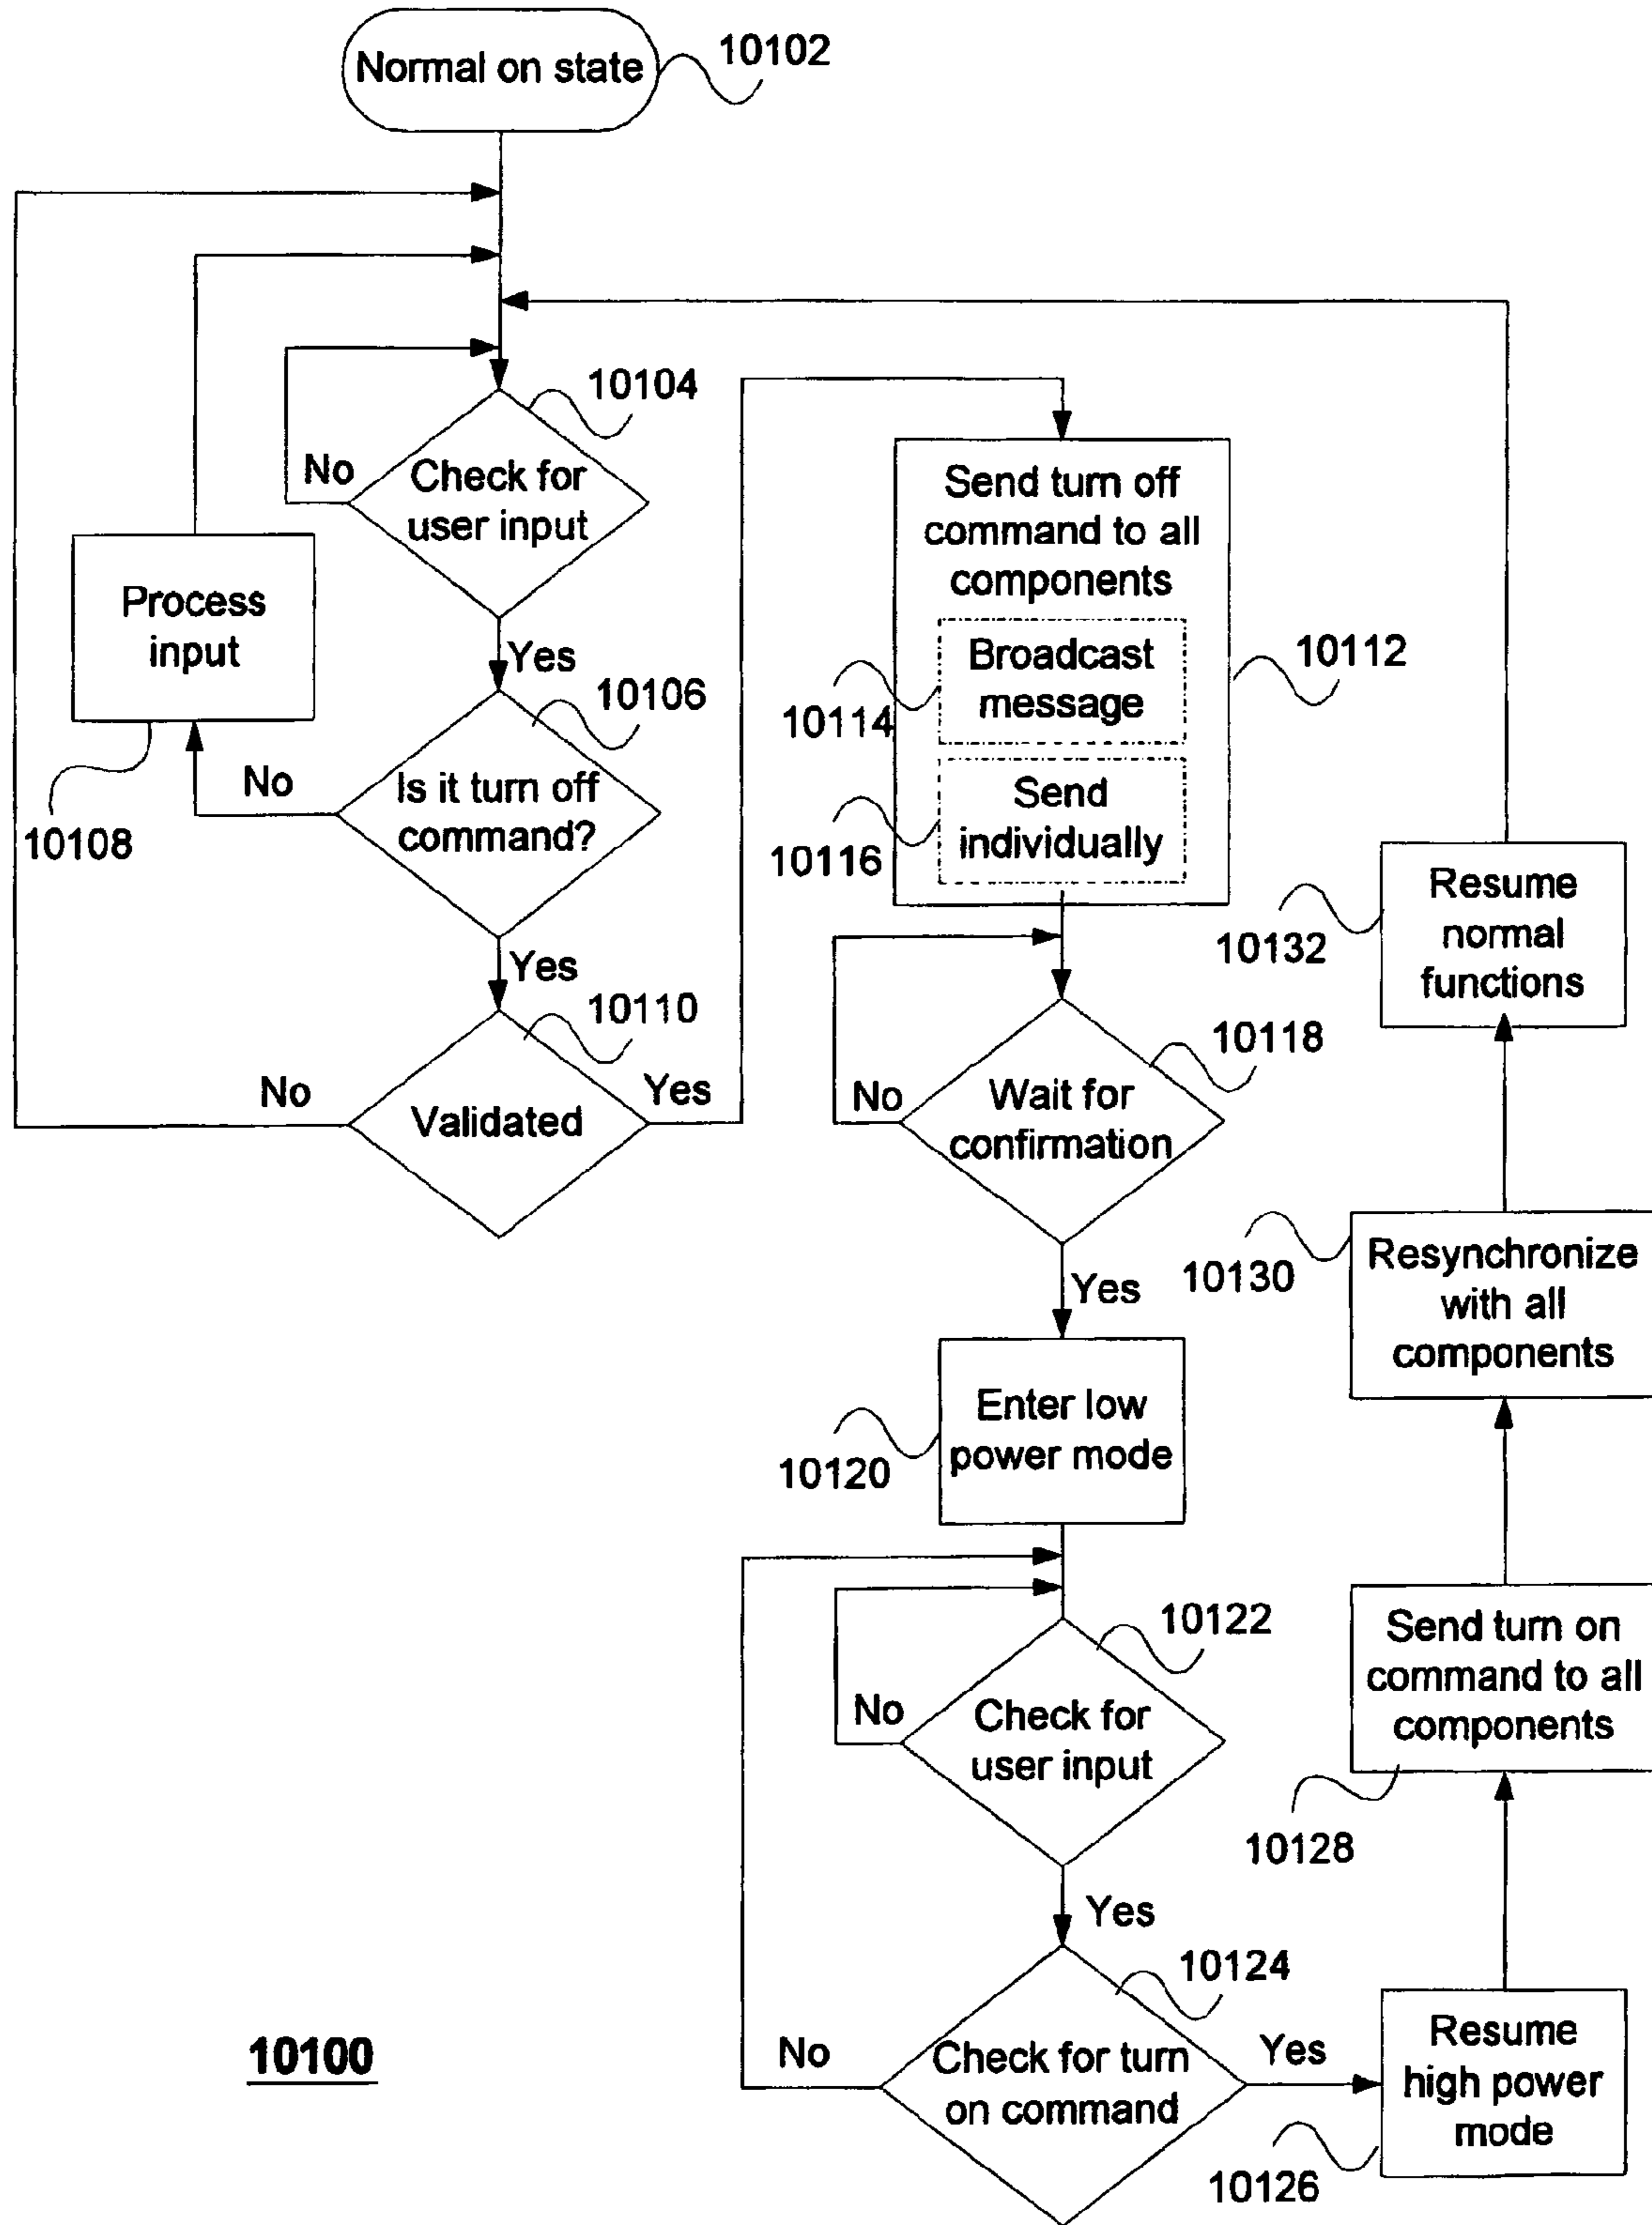 Normal on state
10102
10104
No
Check for
user input
Process
input
10108
Yes
10106
No
Is it turn off
command?
Yes
10110
No
Validated
Yes
Send turn off
command to all
components
Broadcast
message
10112
10114
Send
individually
10116
10118
No
Wait for
confirmation
Yes
Enter low
power mode
10120
10122
No
Check for
user input
Yes
10124
No
Check for turn
on command
Yes
Resume
high power
mode
10126
Send turn on
command to all
components
10128
Resynchronize
with all
components
10130
Resume
normal
functions
10132
10100